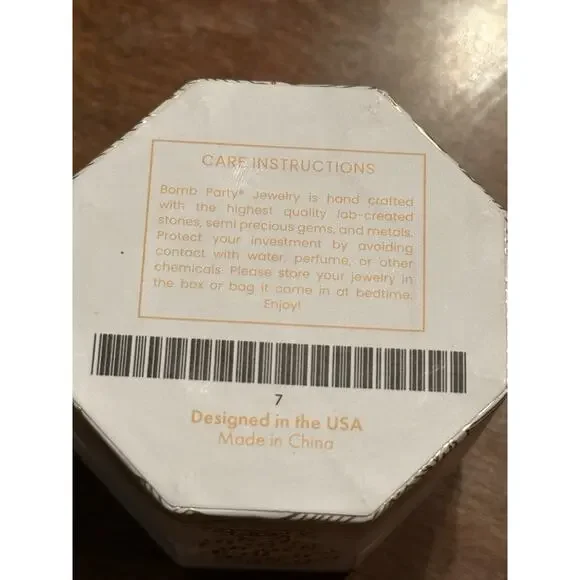 CARE INSTRUCTIONS
Bomb Party® Jewelry is hand crafted
with the highest quality lab-created
stones, semi precious gems, and metals.
Protect your investment by avoiding
contact with water, perfume, or other
chemicals. Please store your jewelry in
the box or bag it came in at bedtime.
Enjoy!
7
Designed in the USA
Made in China